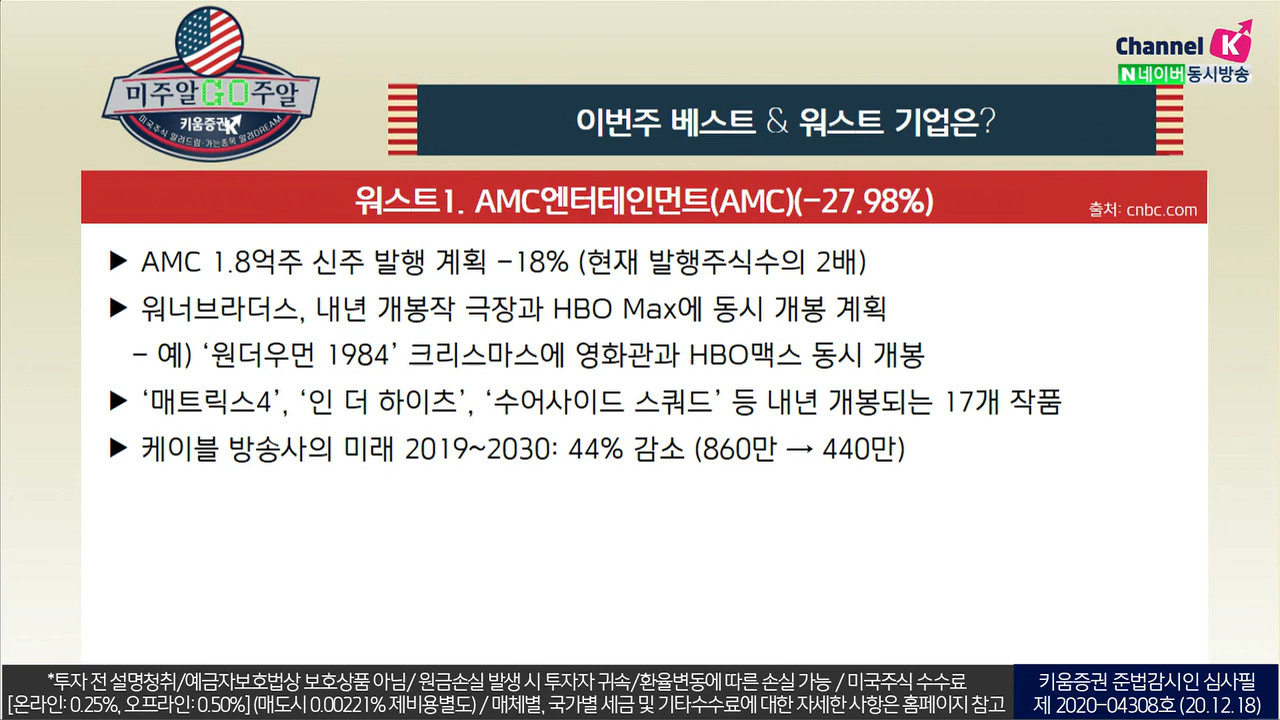 미주알GO주알
키움증권K
미국주식 알려드림·가는종목 알려DREAM
Channel K
N네이버동시방송
이번주 베스트 & 워스트 기업은?
워스트1. AMC엔터테인먼트(AMC)(-27.98%)
출처: cnbc.com
▶ AMC 1.8억주 신주 발행 계획 -18% (현재 발행주식수의 2배)
▶ 워너브라더스, 내년 개봉작 극장과 HBO Max에 동시 개봉 계획
- 예) ‘원더우먼 1984’ 크리스마스에 영화관과 HBO맥스 동시 개봉
▶ ‘매트릭스4’, ‘인 더 하이츠’, ‘수어사이드 스쿼드’ 등 내년 개봉되는 17개 작품
▶ 케이블 방송사의 미래 2019~2030: 44% 감소 (860만 → 440만)
*투자 전 설명청취/예금자보호법상 보호상품 아님/ 원금손실 발생 시 투자자 귀속/환율변동에 따른 손실 가능 / 미국주식 수수료
[온라인: 0.25%, 오프라인: 0.50%] (매도시 0.00221% 제비용별도) / 매체별, 국가별 세금 및 기타수수료에 대한 자세한 사항은 홈페이지 참고
키움증권 준법감시인 심사필
제 2020-04308호 (20.12.18)